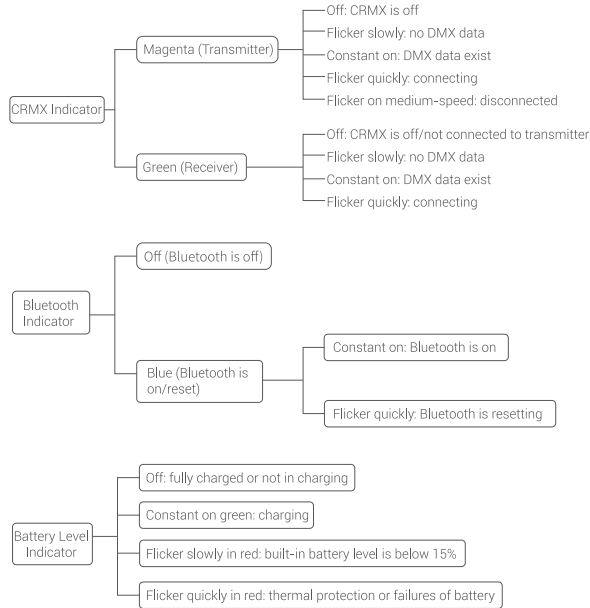 CRMX Indicator
Magenta (Transmitter)
Off: CRMX is off
Flicker slowly: no DMX data
Constant on: DMX data exist
Flicker quickly: connecting
Flicker on medium-speed: disconnected
Green (Receiver)
Off: CRMX is off/not connected to transmitter
Flicker slowly: no DMX data
Constant on: DMX data exist
Flicker quickly: connecting
Bluetooth
Indicator
Off (Bluetooth is off)
Blue (Bluetooth is
on/reset)
Constant on: Bluetooth is on
Flicker quickly: Bluetooth is resetting
Battery Level
Indicator
Off: fully charged or not in charging
Constant on green: charging
Flicker slowly in red: built-in battery level is below 15%
Flicker quickly in red: thermal protection or failures of battery